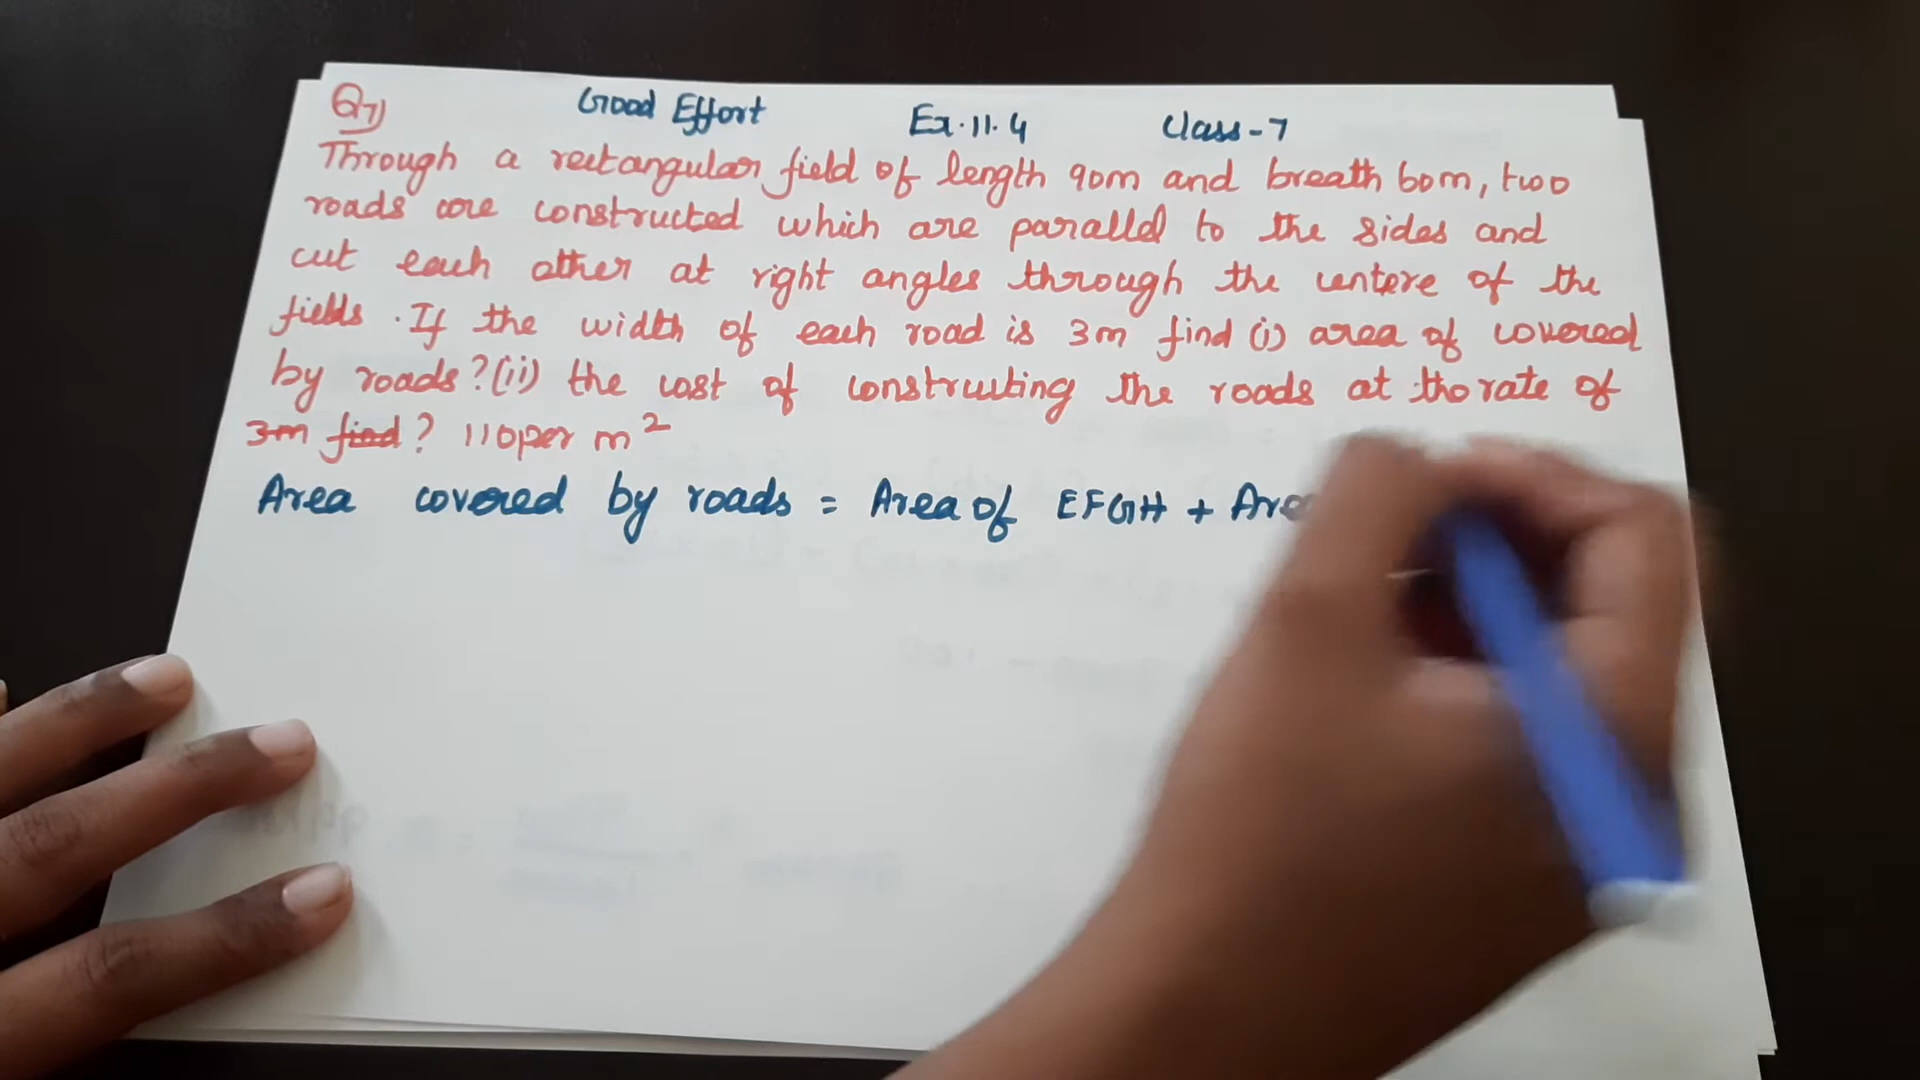 Q7) Good Effort Ex.11.4 Class-7
Through a rectangular field of length 90m and breath 60m, two
roads are constructed which are parallel to the sides and
cut each other at right angles through the centere of the
fields. If the width of each road is 3m find (i) area of covered
by roads? (ii) the cost of constructing the roads at the rate of
3m find? 110per m²
Area covered by roads = Area of EFGH + Area